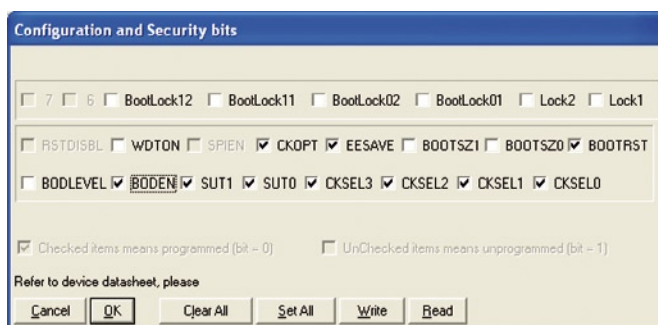 Configuration and Security bits
7 6 BootLock12 BootLock11 BootLock02 BootLock01 Lock2 Lock1
RSTDISBL WDTON SPIEN CKOPT EESAVE BOOTSZ1 BOOTSZ0 BOOTRST
BODLEVEL BODEN SUT1 SUT0 CKSEL3 CKSEL2 CKSEL1 CKSEL0
Checked items means programmed (bit = 0) UnChecked items means unprogrammed (bit = 1)
Refer to device datasheet, please
Cancel OK Clear All Set All Write Read